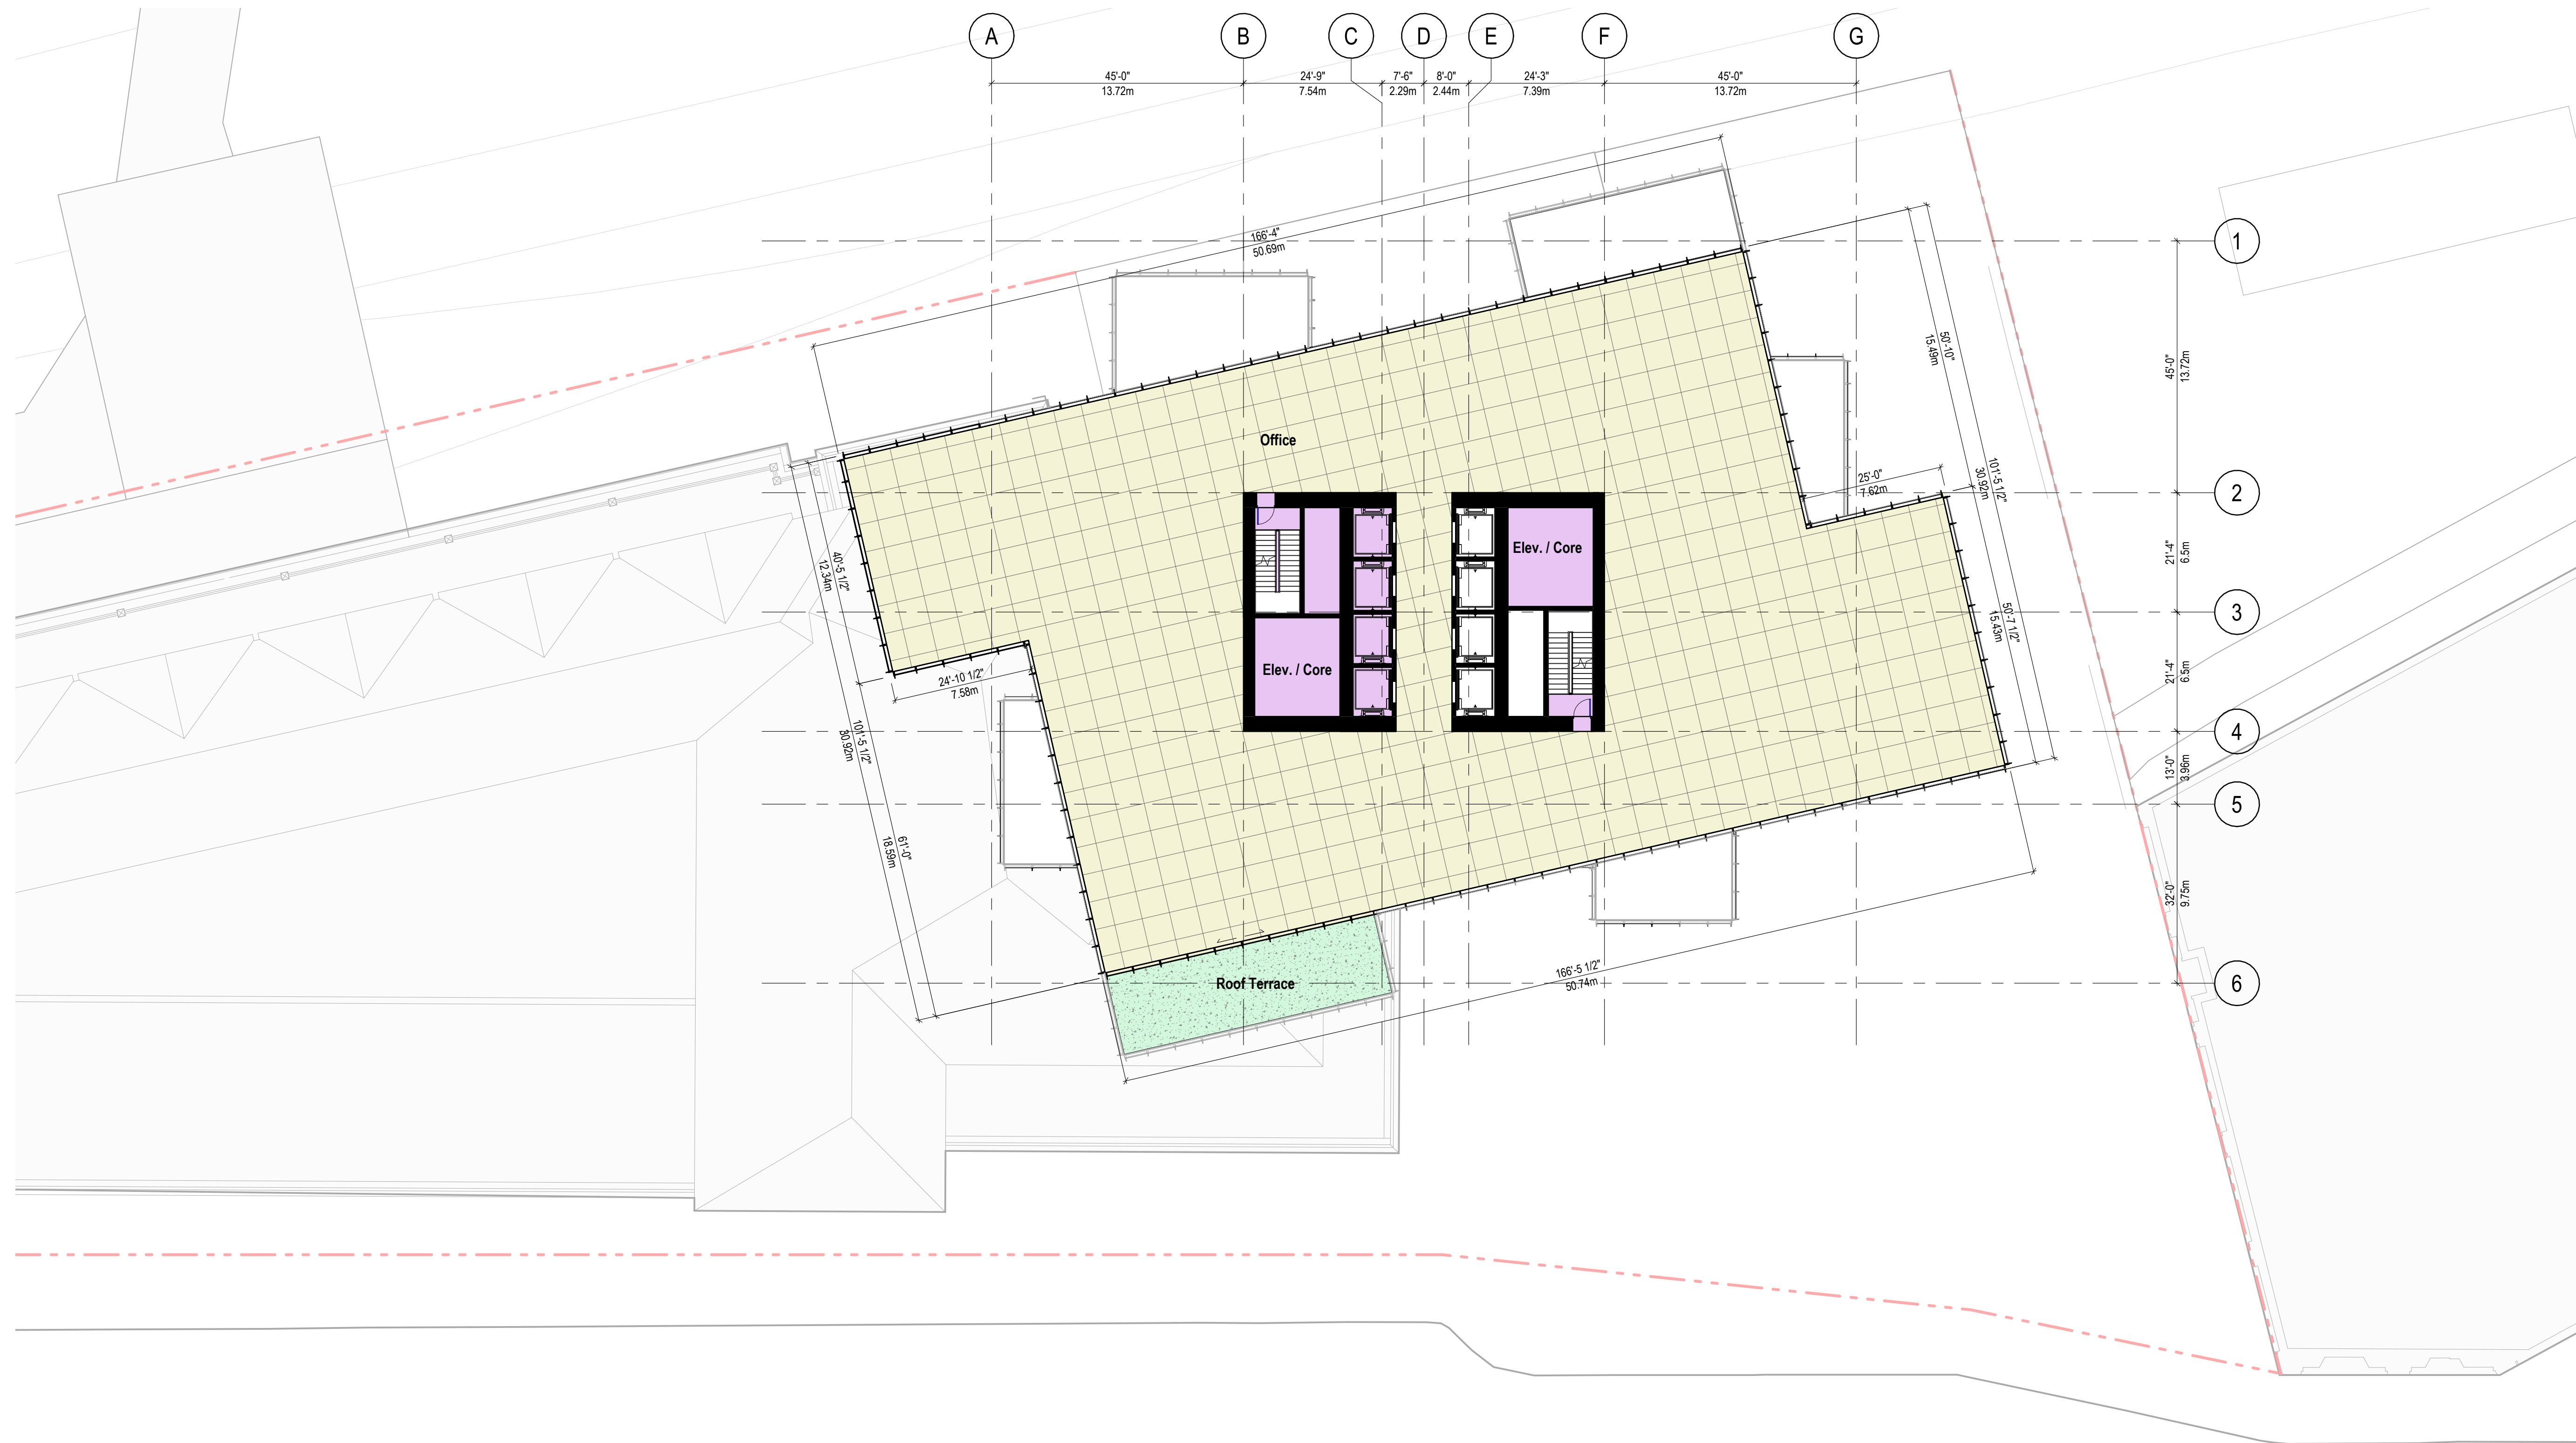 A
B
C
D
E
F
G
45'-0"
13.72m
24'-9"
7.54m
7'-6"
2.29m
8'-0"
2.44m
24'-3"
7.39m
45'-0"
13.72m
166'-4"
50.69m
1
50'-10"
15.49m
45'-0"
13.72m
Office
101'-5 1/2"
30.92m
25'-0"
7.62m
2
40'-5 1/2"
12.34m
Elev. / Core
21'-4"
6.5m
3
50'-7 1/2"
15.43m
Elev. / Core
24'-10 1/2"
7.58m
21'-4"
6.5m
101'-5 1/2"
30.92m
4
13'-0"
3.96m
5
61'-0"
18.59m
32'-0"
9.75m
166'-5 1/2"
50.74m
Roof Terrace
6